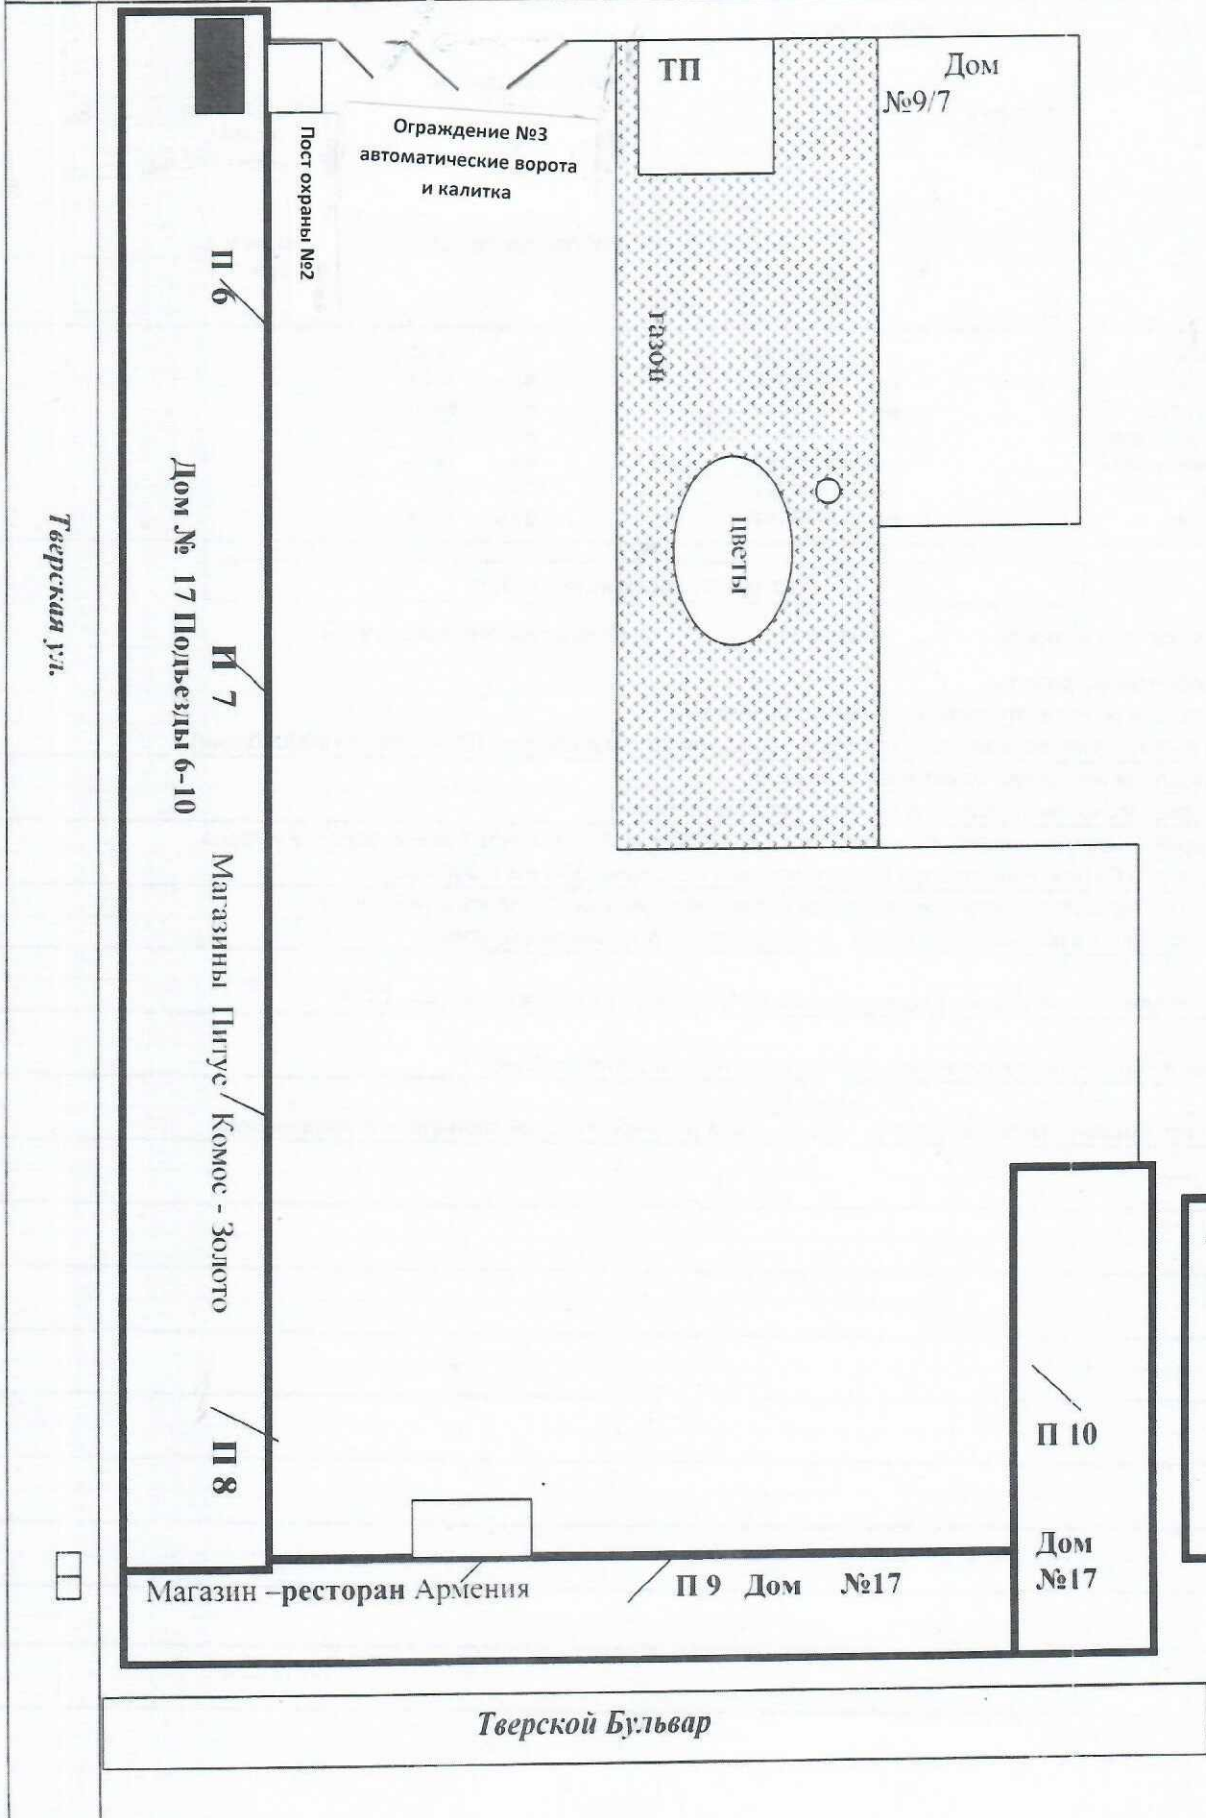 ТП
Дом
№9/7
Ограждение №3
автоматические ворота
и калитка
Пост охраны №2
П 6
газон
цветы
Тверская ул.
Дом № 17 Подьезды 6-10
П 7
Магазины Питус Комос - Золото
П 8
П 10
Дом
№17
Магазин –ресторан Армения
П 9 Дом №17
Тверской Бульвар